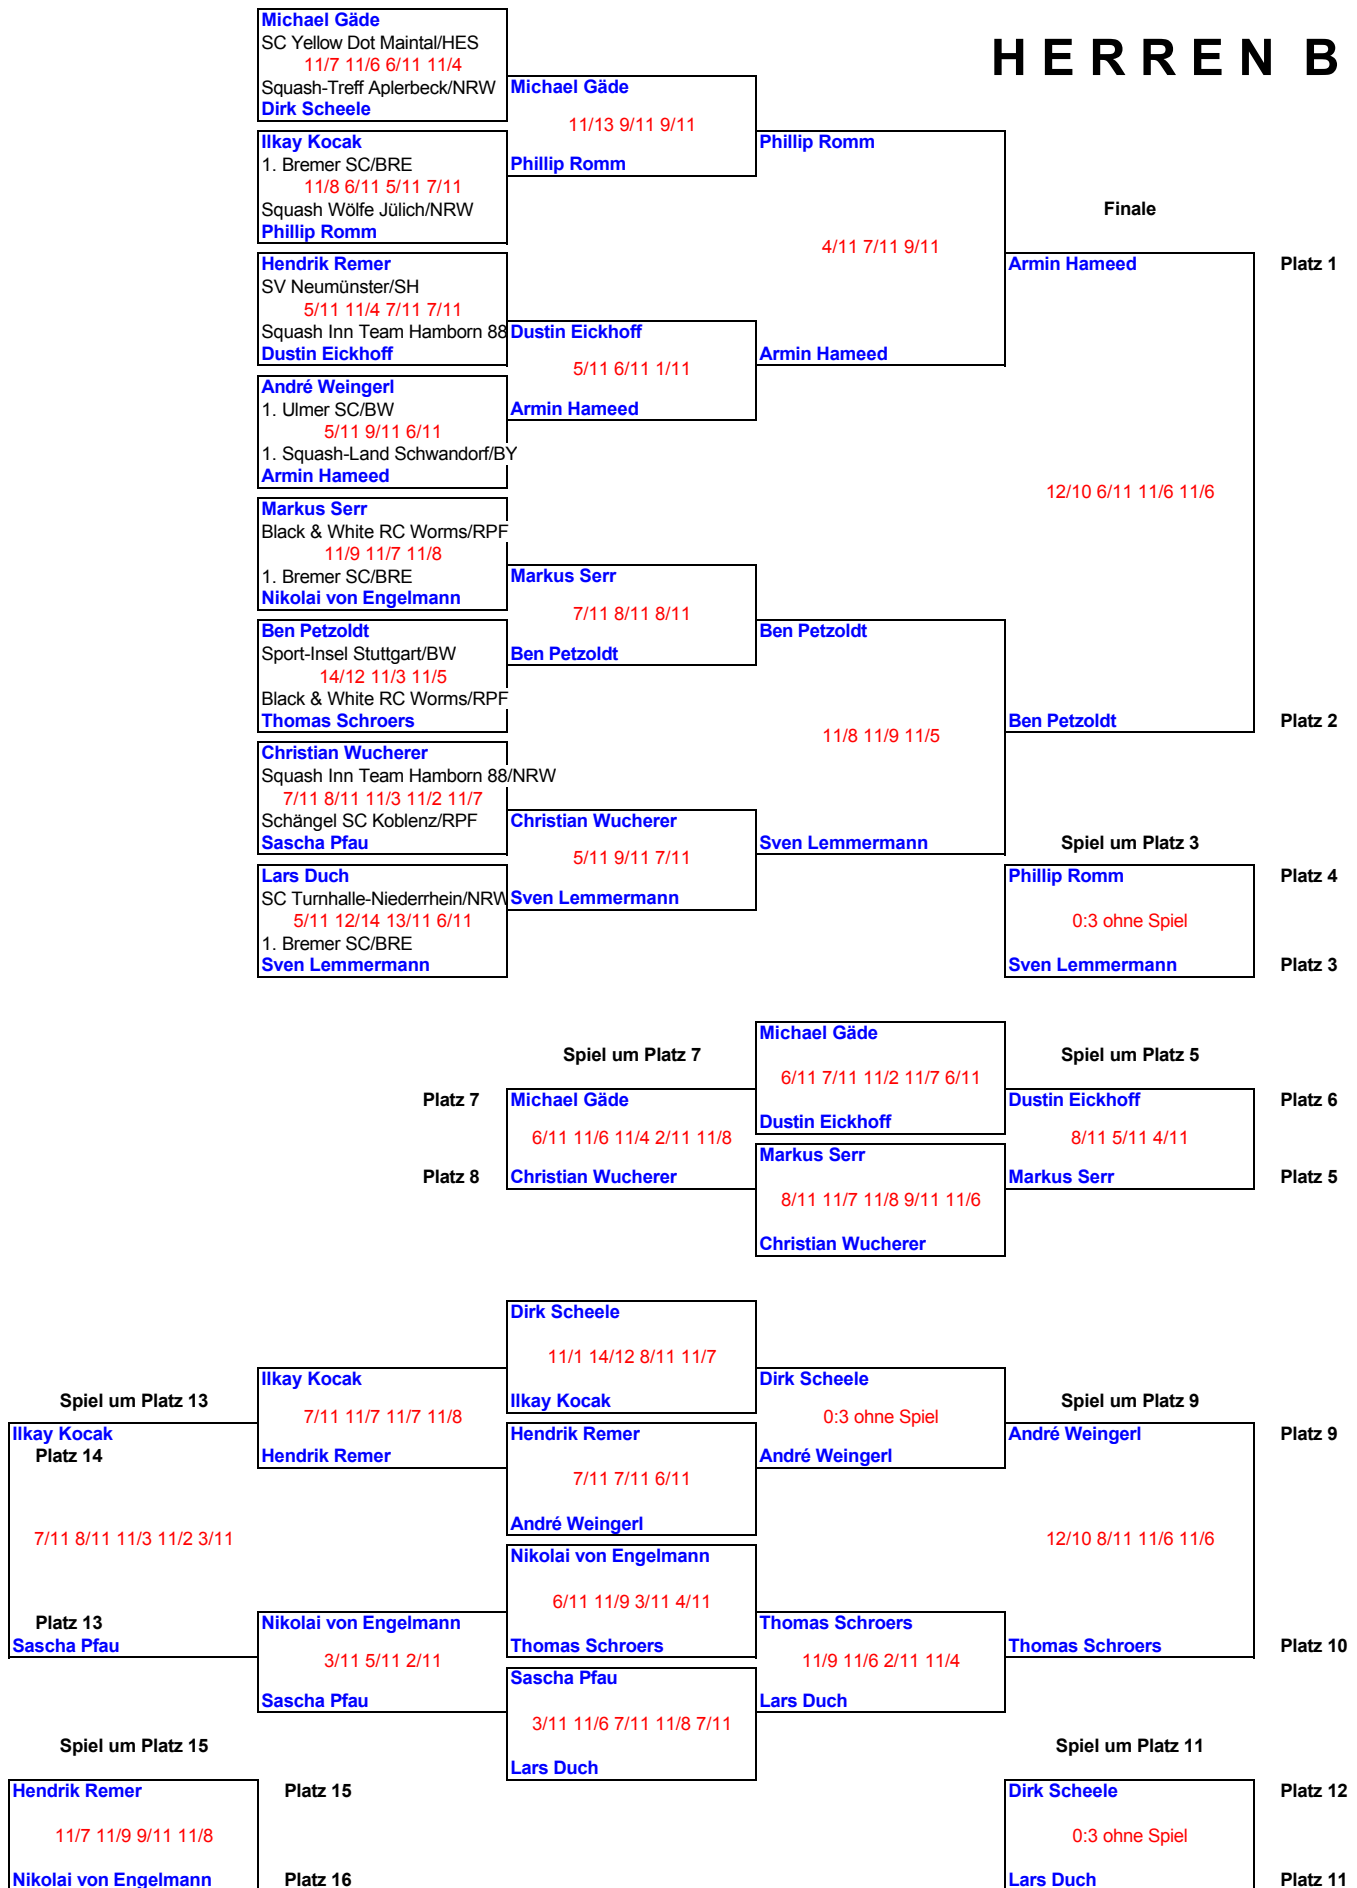 HERREN B
Michael Gäde
SC Yellow Dot Maintal/HES
11/7 11/6 6/11 11/4
Squash-Treff Aplerbeck/NRW
Dirk Scheele
Ilkay Kocak
1. Bremer SC/BRE
11/8 6/11 5/11 7/11
Squash Wölfe Jülich/NRW
Phillip Romm
Hendrik Remer
SV Neumünster/SH
5/11 11/4 7/11 7/11
Squash Inn Team Hamborn 88
Dustin Eickhoff
André Weingerl
1. Ulmer SC/BW
5/11 9/11 6/11
1. Squash-Land Schwandorf/BY
Armin Hameed
Markus Serr
Black & White RC Worms/RPF
11/9 11/7 11/8
1. Bremer SC/BRE
Nikolai von Engelmann
Ben Petzoldt
Sport-Insel Stuttgart/BW
14/12 11/3 11/5
Black & White RC Worms/RPF
Thomas Schroers
Christian Wucherer
Squash Inn Team Hamborn 88/NRW
7/11 8/11 11/3 11/2 11/7
Schängel SC Koblenz/RPF
Sascha Pfau
Lars Duch
SC Turnhalle-Niederrhein/NRW
5/11 12/14 13/11 6/11
1. Bremer SC/BRE
Sven Lemmermann
Michael Gäde
11/13 9/11 9/11
Phillip Romm
Dustin Eickhoff
5/11 6/11 1/11
Armin Hameed
Markus Serr
7/11 8/11 8/11
Ben Petzoldt
Christian Wucherer
5/11 9/11 7/11
Sven Lemmermann
Phillip Romm
4/11 7/11 9/11
Armin Hameed
Ben Petzoldt
11/8 11/9 11/5
Sven Lemmermann
Finale
Armin Hameed
Platz 1
12/10 6/11 11/6 11/6
Ben Petzoldt
Platz 2
Spiel um Platz 3
Phillip Romm
Platz 4
0:3 ohne Spiel
Sven Lemmermann
Platz 3
Michael Gäde
6/11 7/11 11/2 11/7 6/11
Dustin Eickhoff
Markus Serr
8/11 11/7 11/8 9/11 11/6
Christian Wucherer
Spiel um Platz 7
Platz 7
Michael Gäde
6/11 11/6 11/4 2/11 11/8
Platz 8
Christian Wucherer
Spiel um Platz 5
Dustin Eickhoff
Platz 6
8/11 5/11 4/11
Markus Serr
Platz 5
Dirk Scheele
11/1 14/12 8/11 11/7
Ilkay Kocak
Hendrik Remer
7/11 7/11 6/11
André Weingerl
Nikolai von Engelmann
6/11 11/9 3/11 4/11
Thomas Schroers
Sascha Pfau
3/11 11/6 7/11 11/8 7/11
Lars Duch
Ilkay Kocak
7/11 11/7 11/7 11/8
Hendrik Remer
Nikolai von Engelmann
3/11 5/11 2/11
Sascha Pfau
Spiel um Platz 13
Ilkay Kocak
Platz 14
7/11 8/11 11/3 11/2 3/11
Platz 13
Sascha Pfau
Spiel um Platz 15
Hendrik Remer
Platz 15
11/7 11/9 9/11 11/8
Nikolai von Engelmann
Platz 16
Dirk Scheele
0:3 ohne Spiel
André Weingerl
Thomas Schroers
11/9 11/6 2/11 11/4
Lars Duch
Spiel um Platz 9
André Weingerl
Platz 9
12/10 8/11 11/6 11/6
Thomas Schroers
Platz 10
Spiel um Platz 11
Dirk Scheele
Platz 12
0:3 ohne Spiel
Lars Duch
Platz 11